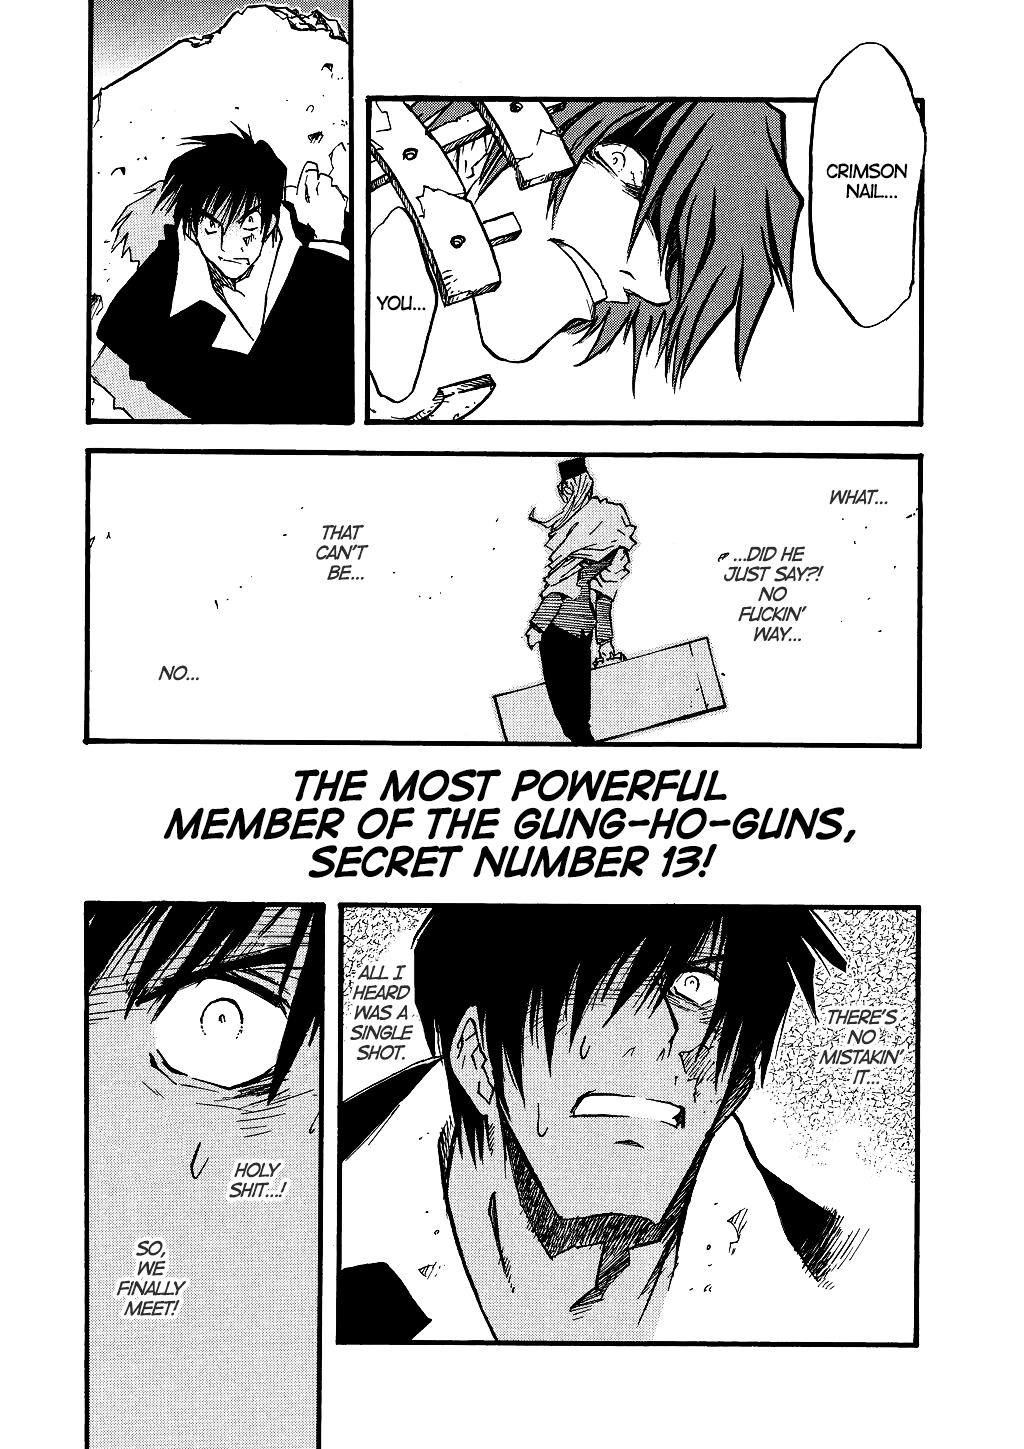 CRIMSON
NAIL...
YOU...
WHAT...
...DID HE
JUST SAY?!
NO
FUCKIN'
WAY...
THAT
CAN'T
BE...
NO...
THE MOST POWERFUL
MEMBER OF THE GUNG-HO-GUNS,
SECRET NUMBER 13!
THERE'S
NO
MISTAKIN'
IT...
ALL I
HEARD
WAS A
SINGLE
SHOT.
HOLY
SHIT...!
SO,
WE
FINALLY
MEET!